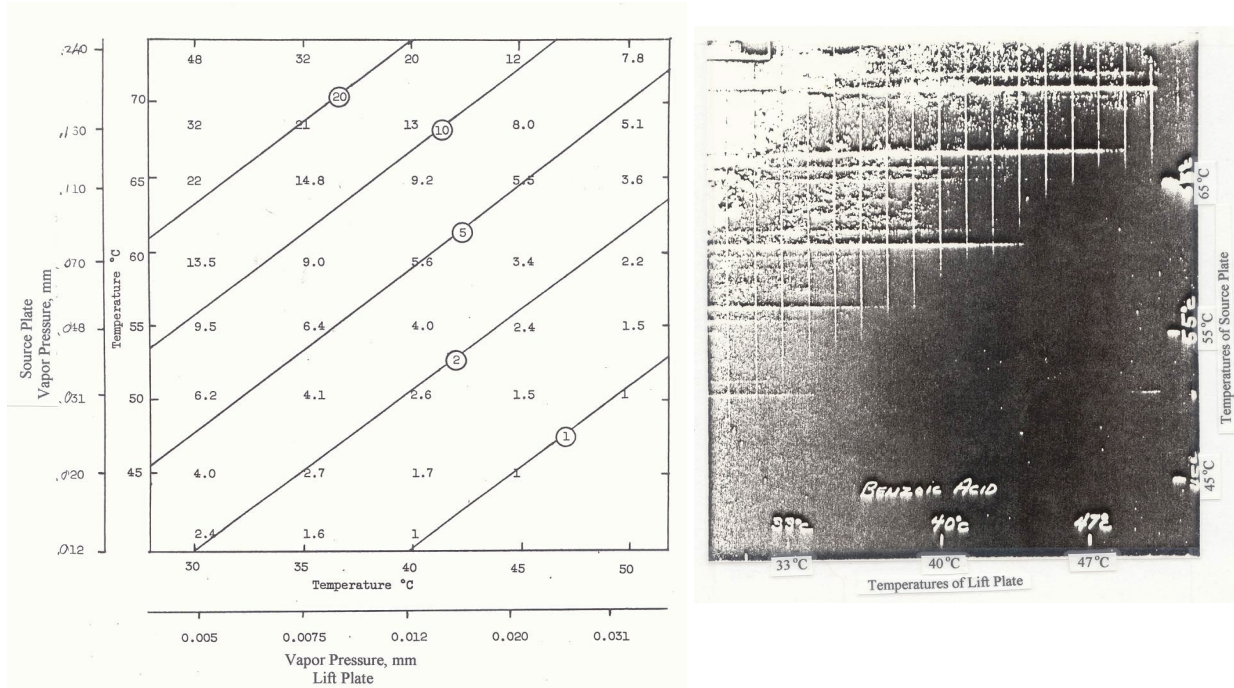 .240
48 32 20 12 7.8
70
20
.130
32 21 13 10 8.0 5.1
.110
65
22 14.8 9.2 5.5 3.6
5
.070
60
13.5 9.0 5.6 3.4 2.2
.048
55
9.5 6.4 4.0 2.4 1.5
2
.031
50
6.2 4.1 2.6 1.5 1
1
.020
45
4.0 2.7 1.7 1
2.4 1.6 1
.012
Source Plate
Vapor Pressure, mm
Temperature °C
30 35 40 45 50
Temperature °C
0.005 0.0075 0.012 0.020 0.031
Vapor Pressure, mm
Lift Plate
65°C
55°C
55°C
45°C
Temperatures of Source Plate
BENZOIC ACID
33°C 40°C 47°C
33°C 40°C 47°C
Temperatures of Lift Plate